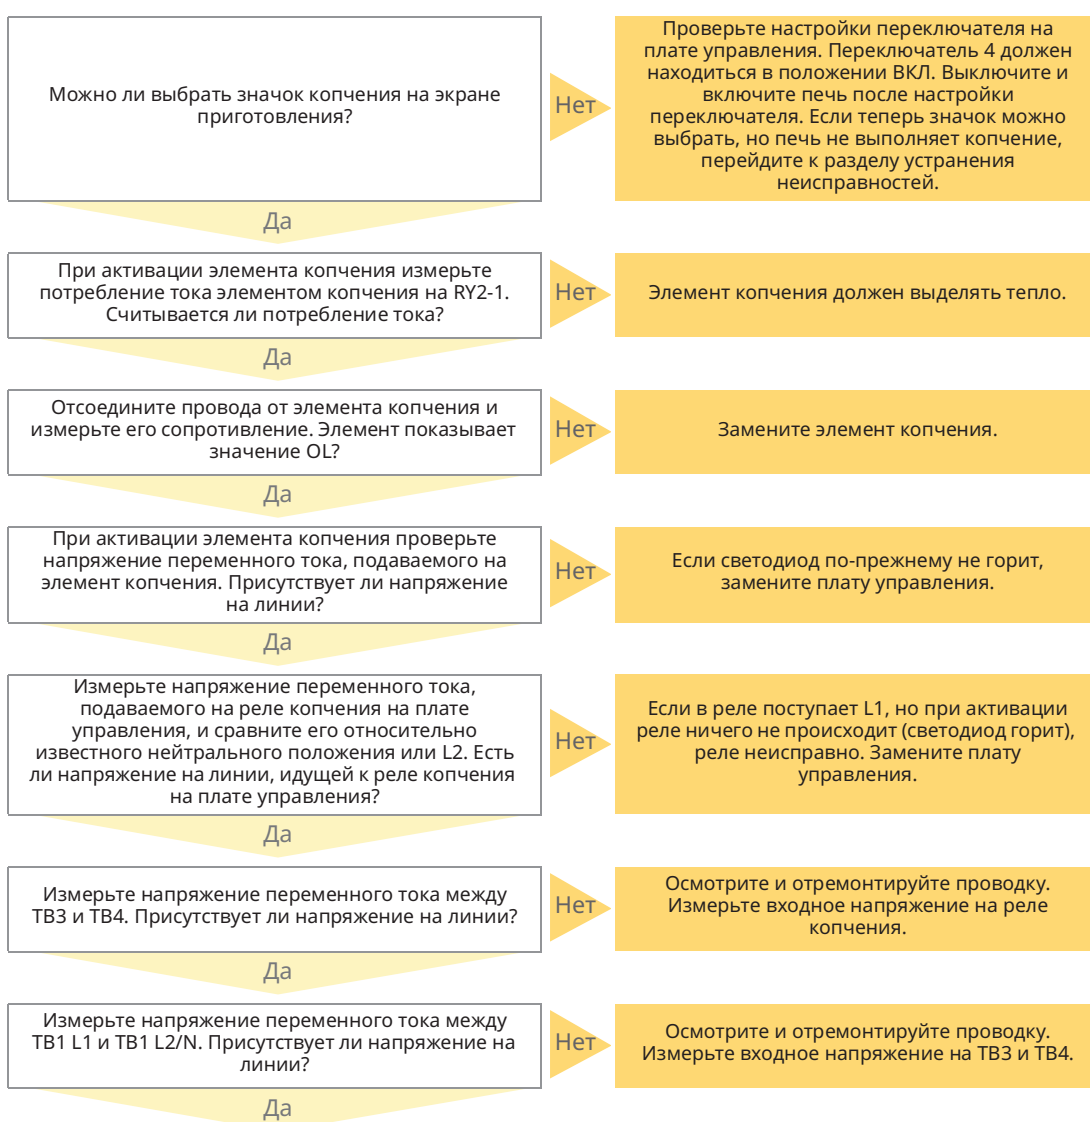 Можно ли выбрать значок копчения на экране
приготовления?
Нет
Проверьте настройки переключателя на
плате управления. Переключатель 4 должен
находиться в положении ВКЛ. Выключите и
включите печь после настройки
переключателя. Если теперь значок можно
выбрать, но печь не выполняет копчение,
перейдите к разделу устранения
неисправностей.
Да
При активации элемента копчения измерьте
потребление тока элементом копчения на RY2-1.
Считывается ли потребление тока?
Нет
Элемент копчения должен выделять тепло.
Да
Отсоедините провода от элемента копчения и
измерьте его сопротивление. Элемент показывает
значение OL?
Нет
Замените элемент копчения.
Да
При активации элемента копчения проверьте
напряжение переменного тока, подаваемого на
элемент копчения. Присутствует ли напряжение
на линии?
Нет
Если светодиод по-прежнему не горит,
замените плату управления.
Да
Измерьте напряжение переменного тока,
подаваемого на реле копчения на плате
управления, и сравните его относительно
известного нейтрального положения или L2. Есть
ли напряжение на линии, идущей к реле копчения
на плате управления?
Нет
Если в реле поступает L1, но при активации
реле ничего не происходит (светодиод горит),
реле неисправно. Замените плату
управления.
Да
Измерьте напряжение переменного тока между
TB3 и TB4. Присутствует ли напряжение на линии?
Нет
Осмотрите и отремонтируйте проводку.
Измерьте входное напряжение на реле
копчения.
Да
Измерьте напряжение переменного тока между
TB1 L1 и TB1 L2/N. Присутствует ли напряжение на
линии?
Нет
Осмотрите и отремонтируйте проводку.
Измерьте входное напряжение на TB3 и TB4.
Да